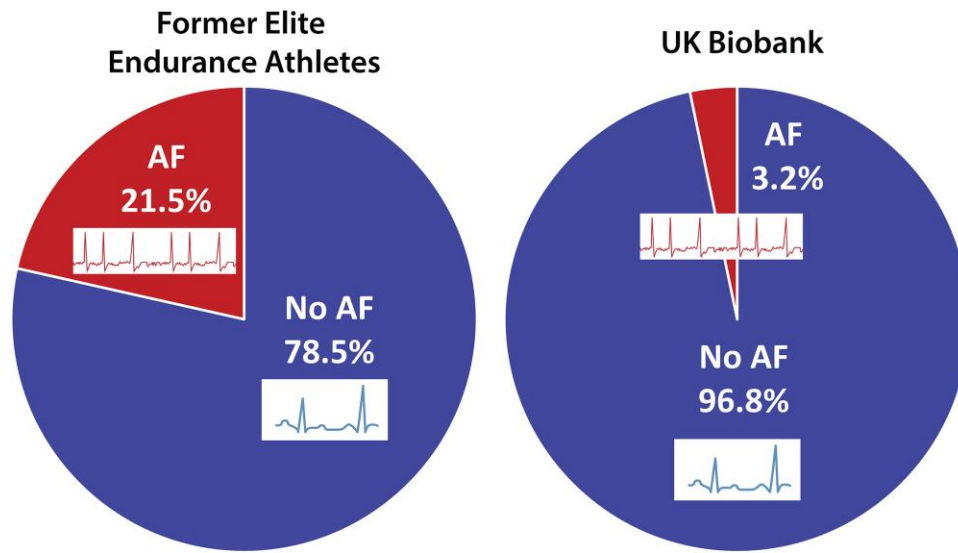 Former Elite
Endurance Athletes
AF
21.5%
No AF
78.5%
UK Biobank
AF
3.2%
No AF
96.8%